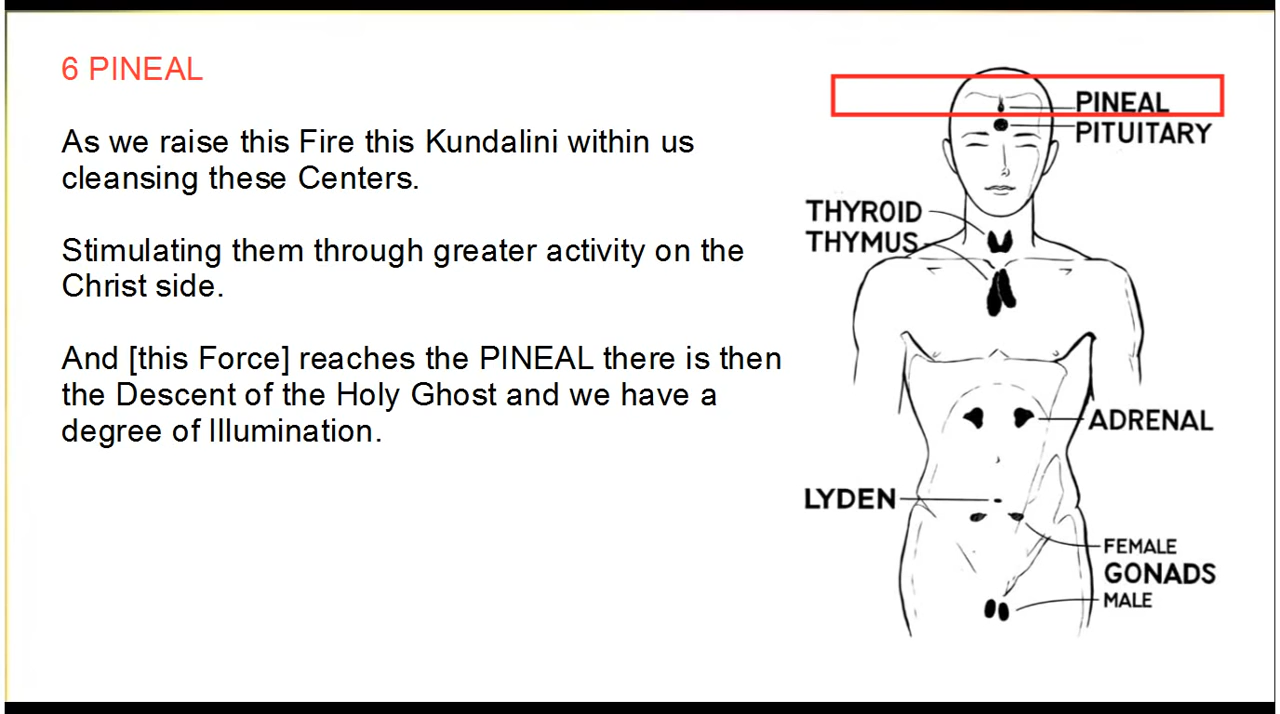 6 PINEAL
As we raise this Fire this Kundalini within us
cleansing these Centers.
Stimulating them through greater activity on the
Christ side.
And [this Force] reaches the PINEAL there is then
the Descent of the Holy Ghost and we have a
degree of Illumination.
PINEAL
PITUITARY
THYROID
THYMUS
ADRENAL
LYDEN
FEMALE
GONADS
MALE